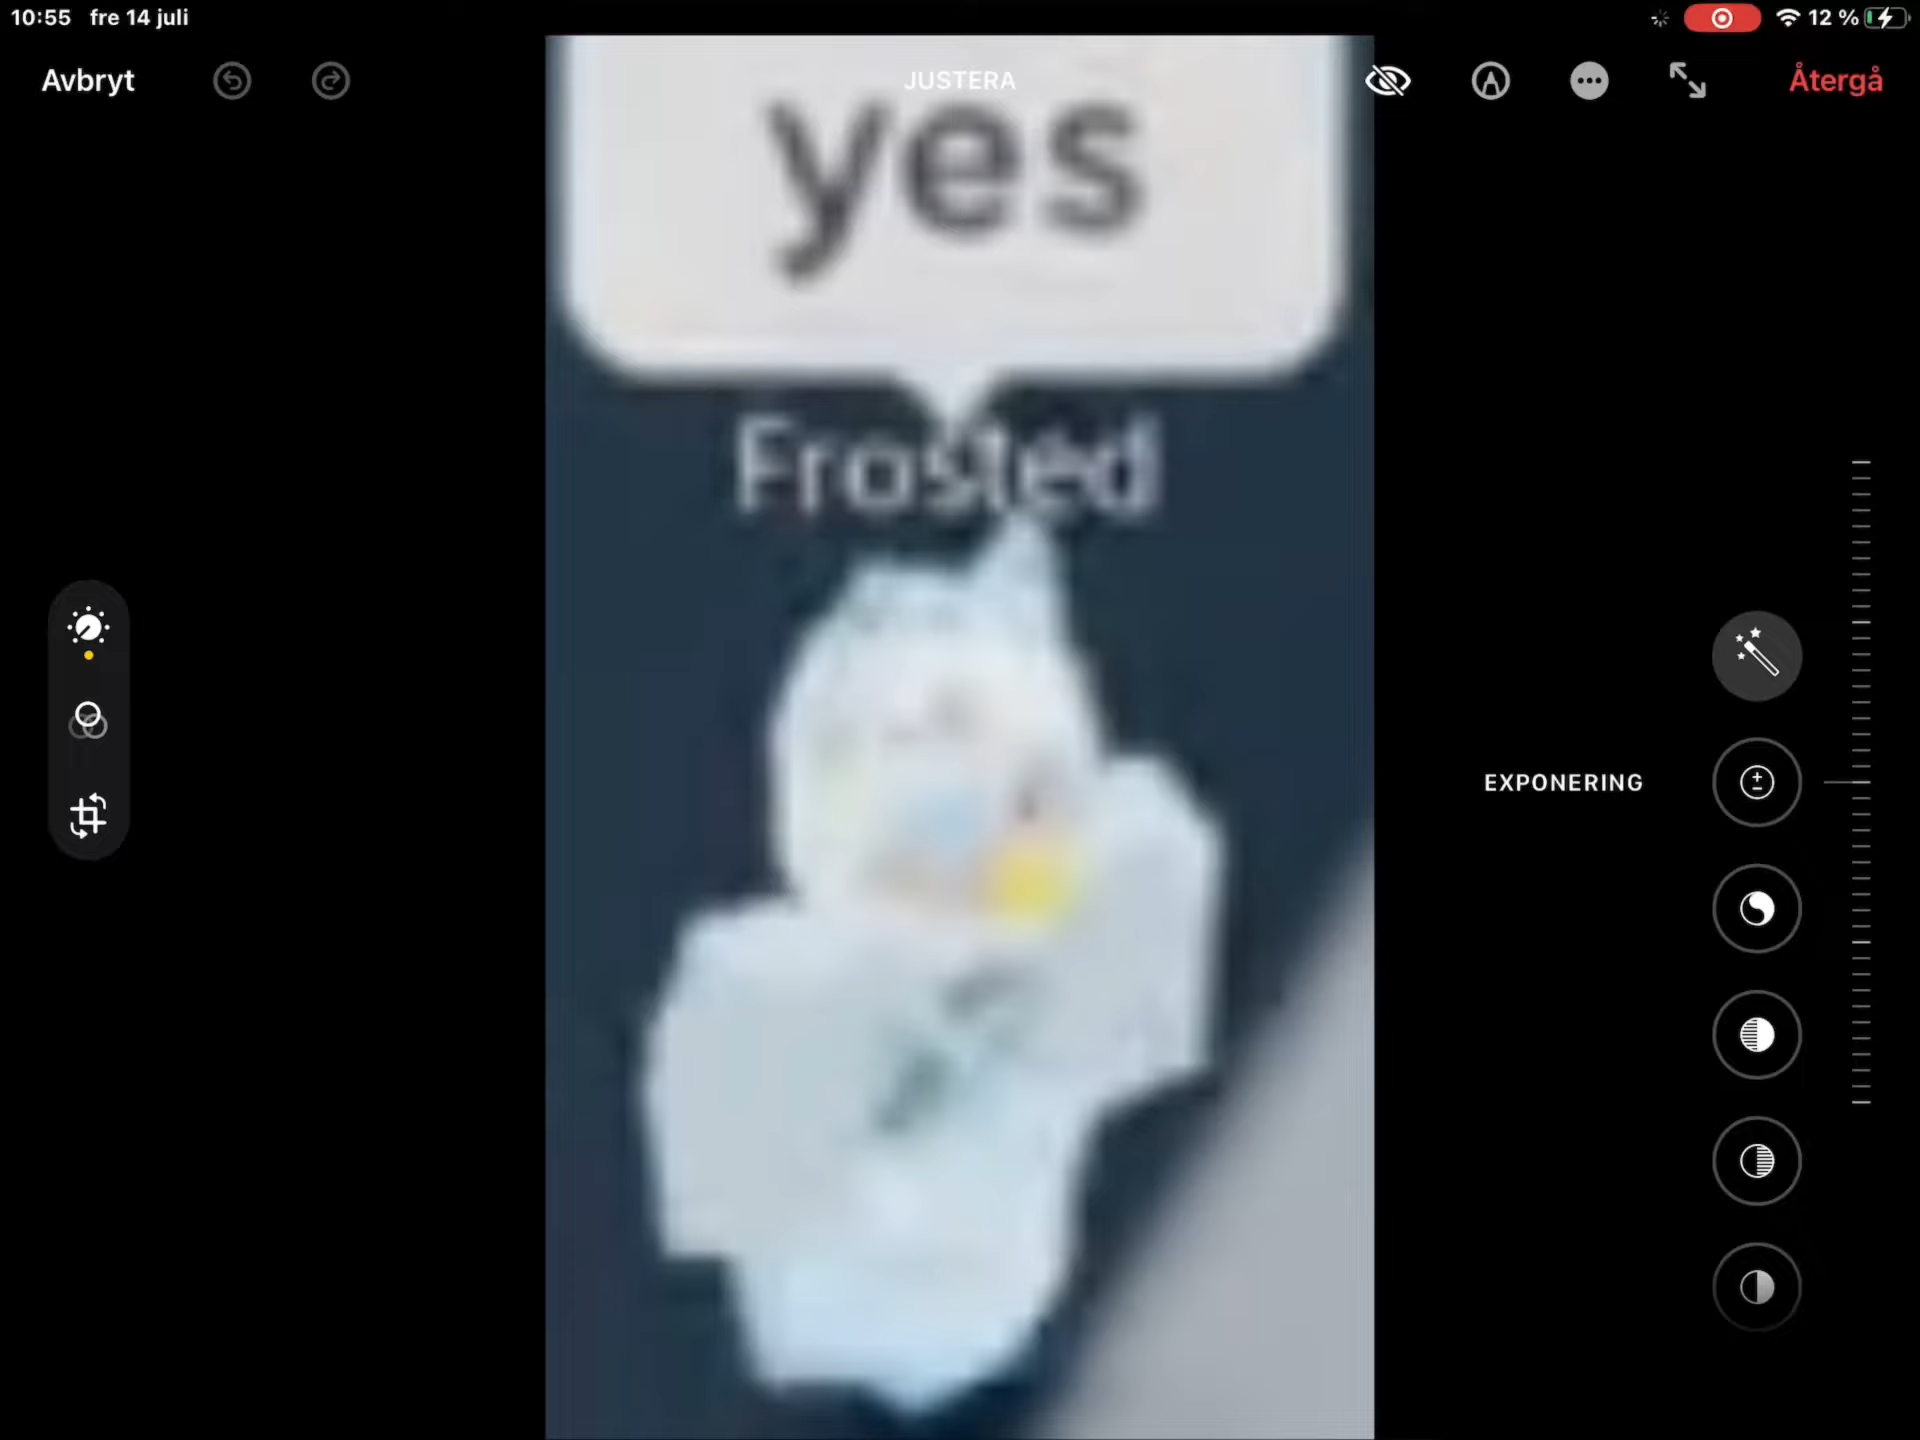 10:55 fre 14 juli
12 %
Avbryt
JUSTERA
Återgå
yes
Frosted
EXPONERING